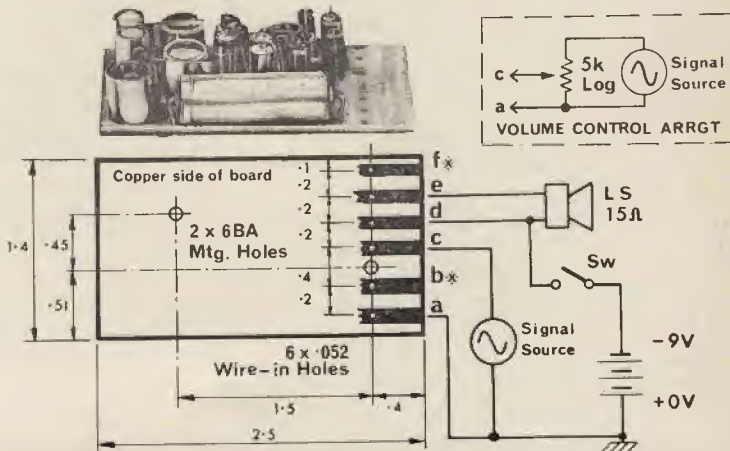 c
a
5k
Log
Signal
Source
VOLUME CONTROL ARRGT
Copper side of board
2 x 6BA
Mtg. Holes
6 x ·052
Wire-in Holes
1·4
·45
·51
·1
·2
·2
·2
·4
·2
1·5
·4
2·5
f*
e
d
c
b*
a
LS
15Ω
Sw
Signal
Source
-9V
+0V